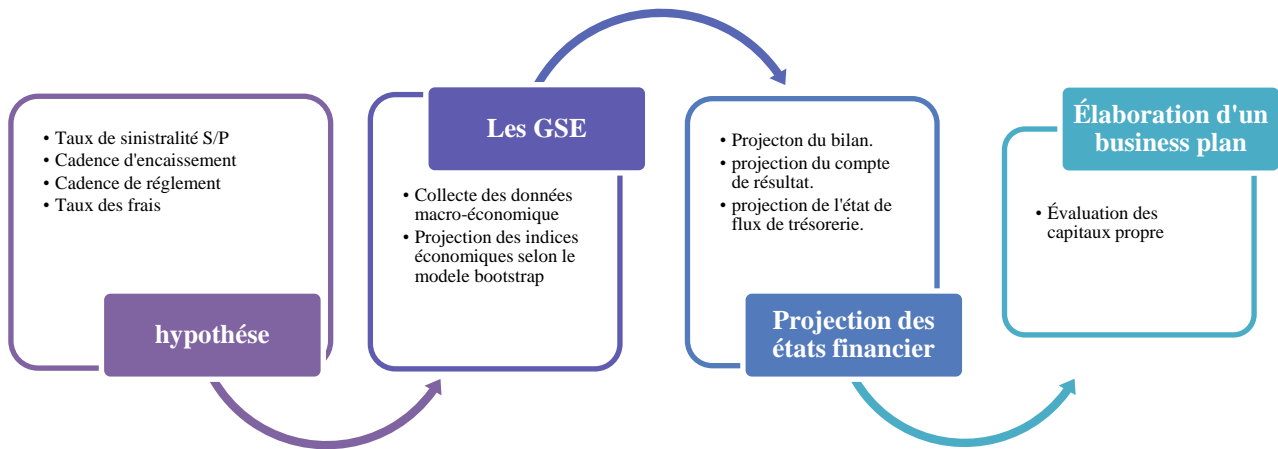 • Taux de sinistralité S/P
• Cadence d'encaissement
• Cadence de réglement
• Taux des frais
hypothése
Les GSE
• Collecte des données
macro-économique
• Projection des indices
économiques selon le
modele bootstrap
• Projecton du bilan.
• projection du compte
de résultat.
• projection de l'état de
flux de trésorerie.
Projection des
états financier
Élaboration d'un
business plan
• Évaluation des
capitaux propre